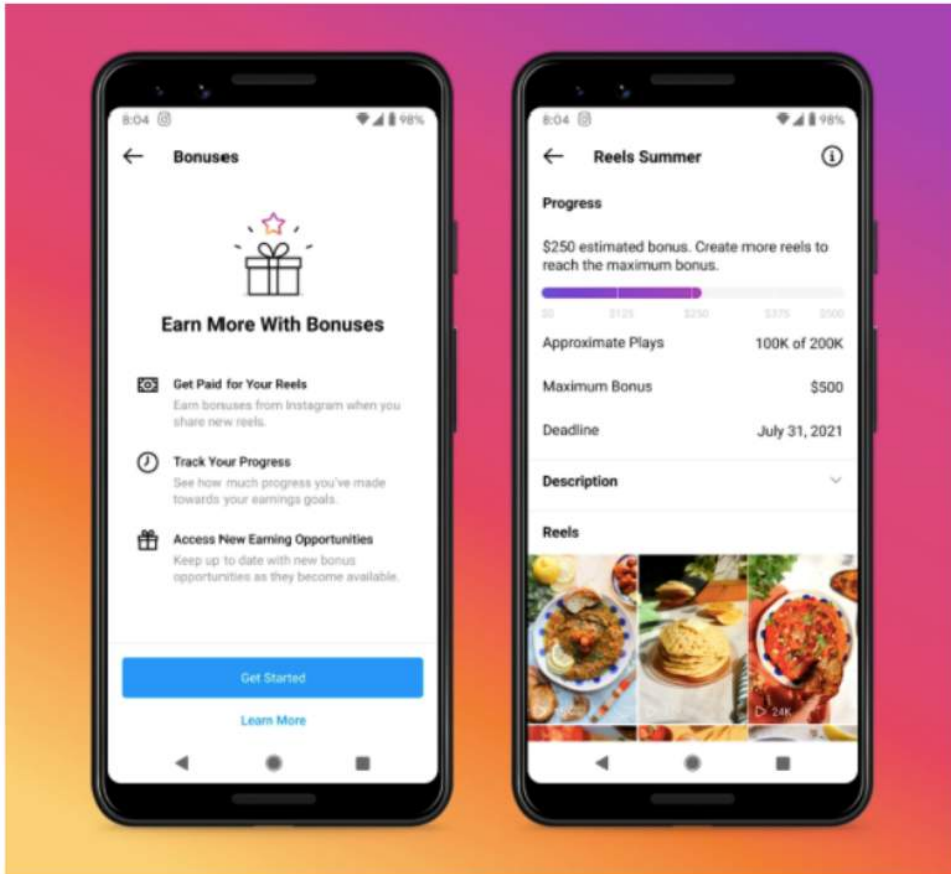 8:04
98%
Bonuses
Earn More With Bonuses
Get Paid for Your Reels
Earn bonuses from Instagram when you
share new reels.
Track Your Progress
See how much progress you've made
towards your earnings goals.
Access New Earning Opportunities
Keep up to date with new bonus
opportunities as they become available.
Get Started
Learn More
8:04
98%
Reels Summer
Progress
$250 estimated bonus. Create more reels to
reach the maximum bonus.
$0 $125 $250 $375 $500
Approximate Plays 100K of 200K
Maximum Bonus $500
Deadline July 31, 2021
Description
Reels
24K